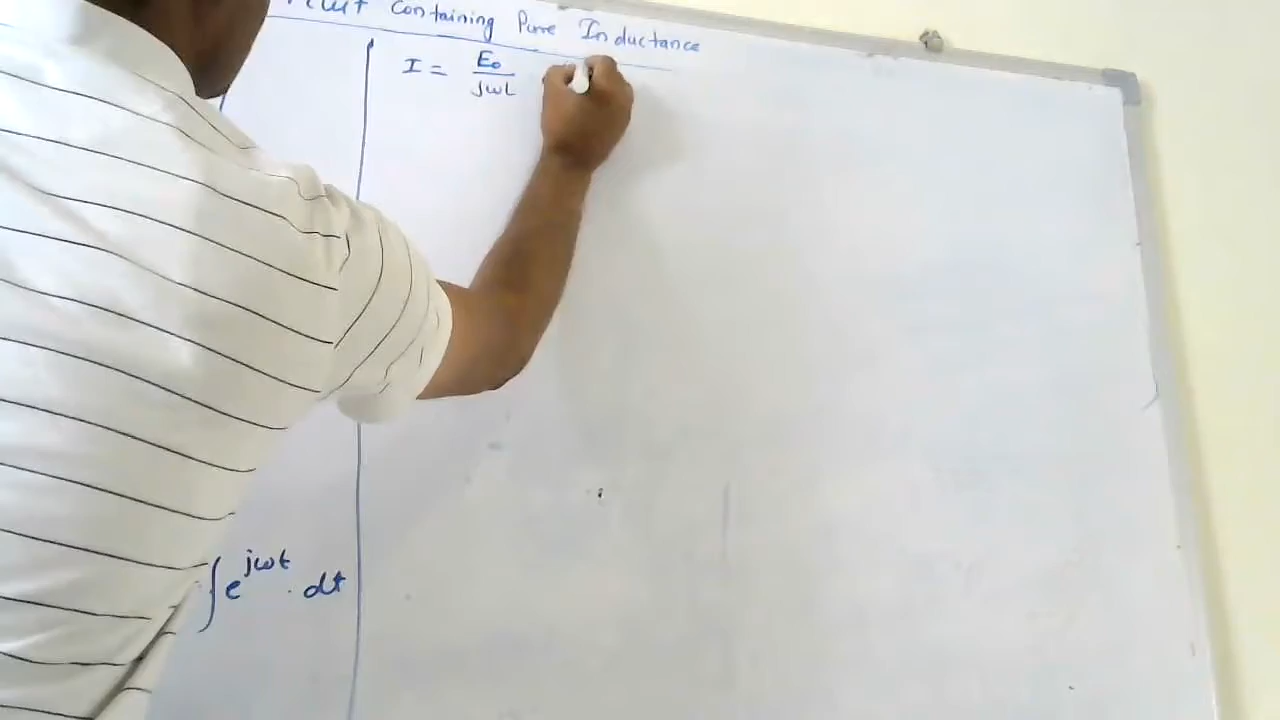 Containing Pure Inductance
I = E₀/jωL
∫ e^jωt . dt